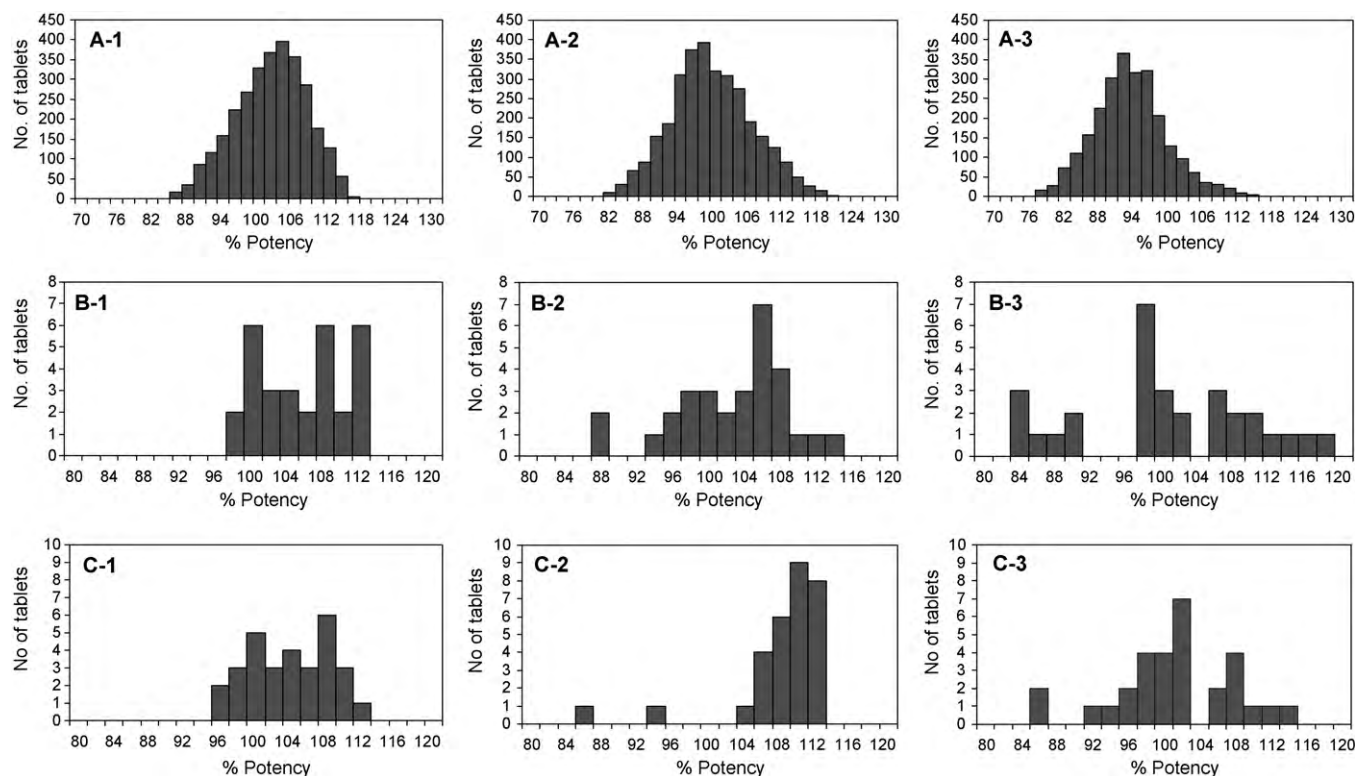 A-1
No. of tablets
450
400
350
300
250
200
150
100
50
0
70 76 82 88 94 100 106 112 118 124 130
% Potency
A-2
No. of tablets
450
400
350
300
250
200
150
100
50
0
70 76 82 88 94 100 106 112 118 124 130
% Potency
A-3
No. of tablets
450
400
350
300
250
200
150
100
50
0
70 76 82 88 94 100 106 112 118 124 130
% Potency
B-1
No. of tablets
8
7
6
5
4
3
2
1
0
80 84 88 92 96 100 104 108 112 116 120
% Potency
B-2
No. of tablets
8
7
6
5
4
3
2
1
0
80 84 88 92 96 100 104 108 112 116 120
% Potency
B-3
No. of tablets
8
7
6
5
4
3
2
1
0
80 84 88 92 96 100 104 108 112 116 120
% Potency
C-1
No of tablets
10
9
8
7
6
5
4
3
2
1
0
80 84 88 92 96 100 104 108 112 116 120
% Potency
C-2
No of tablets
10
9
8
7
6
5
4
3
2
1
0
80 84 88 92 96 100 104 108 112 116 120
% Potency
C-3
No of tablets
10
9
8
7
6
5
4
3
2
1
0
80 84 88 92 96 100 104 108 112 116 120
% Potency